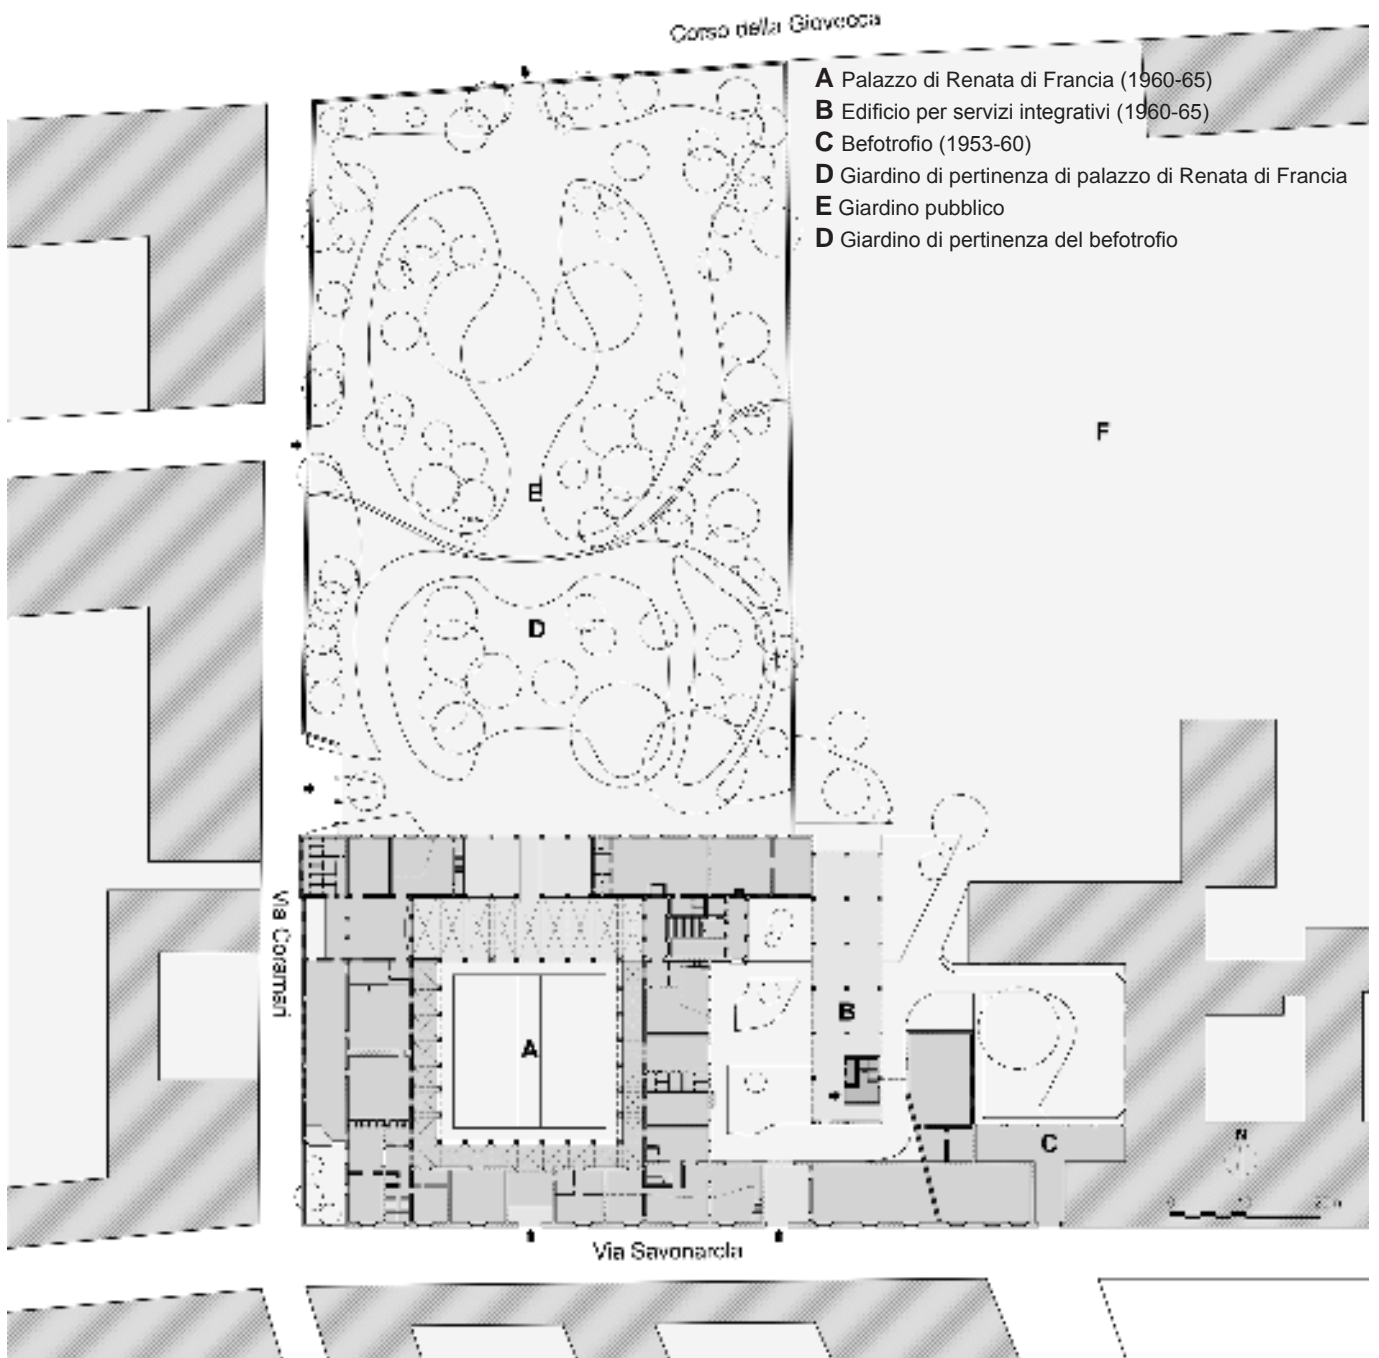 Corso della Giovecca
A Palazzo di Renata di Francia (1960-65)
B Edificio per servizi integrativi (1960-65)
C Befotrofio (1953-60)
D Giardino di pertinenza di palazzo di Renata di Francia
E Giardino pubblico
D Giardino di pertinenza del befotrofio
F
E
D
Via Coramari
B
A
C
N
Via Savonarola